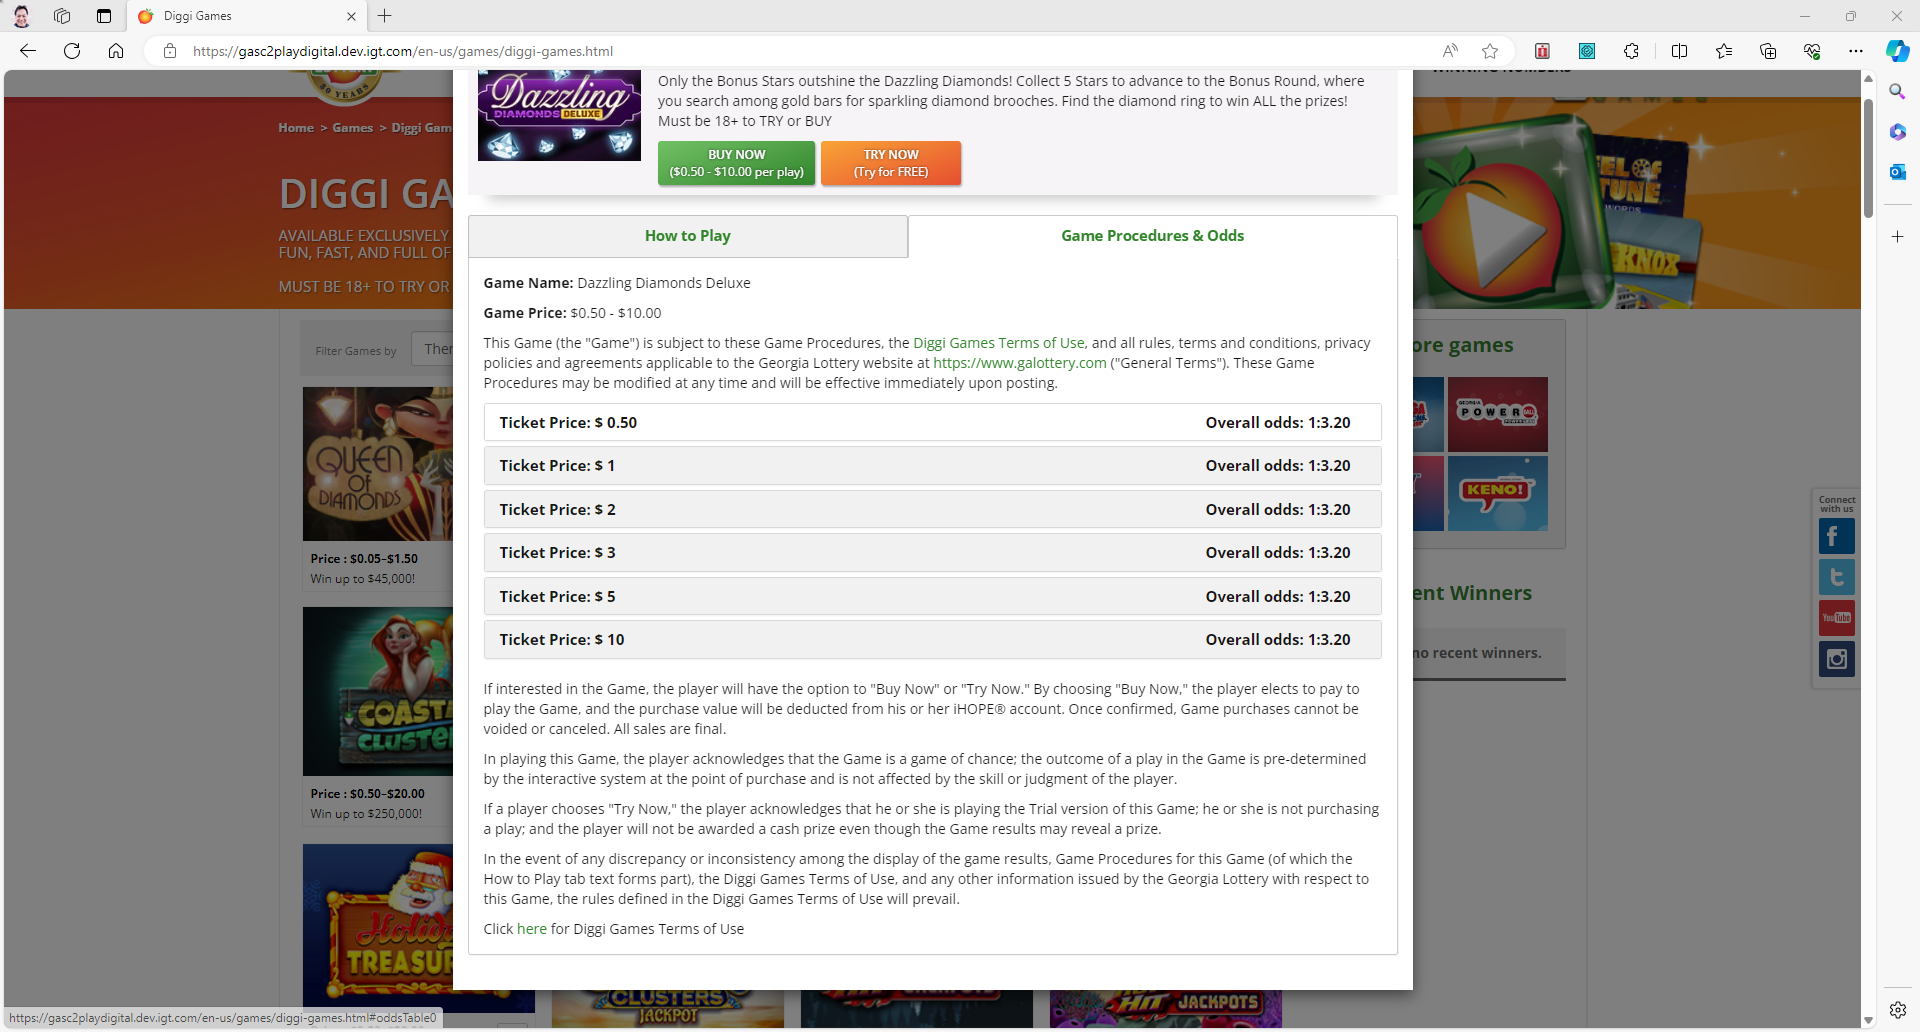 Diggi Games
https://gasc2playdigital.dev.igt.com/en-us/games/diggi-games.html
30 YEARS
WINNING NUMBERS
Home > Games > Diggi Gam
DIGGI GA
AVAILABLE EXCLUSIVELY
FUN, FAST, AND FULL OF
MUST BE 18+ TO TRY OR
Dazzling
DIAMONDS DELUXE
Only the Bonus Stars outshine the Dazzling Diamonds! Collect 5 Stars to advance to the Bonus Round, where
you search among gold bars for sparkling diamond brooches. Find the diamond ring to win ALL the prizes!
Must be 18+ to TRY or BUY
BUY NOW
($0.50 - $10.00 per play)
TRY NOW
(Try for FREE)
How to Play
Game Procedures & Odds
Game Name: Dazzling Diamonds Deluxe
Game Price: $0.50 - $10.00
This Game (the "Game") is subject to these Game Procedures, the Diggi Games Terms of Use, and all rules, terms and conditions, privacy
policies and agreements applicable to the Georgia Lottery website at https://www.galottery.com ("General Terms"). These Game
Procedures may be modified at any time and will be effective immediately upon posting.
Ticket Price: $ 0.50 Overall odds: 1:3.20
Ticket Price: $ 1 Overall odds: 1:3.20
Ticket Price: $ 2 Overall odds: 1:3.20
Ticket Price: $ 3 Overall odds: 1:3.20
Ticket Price: $ 5 Overall odds: 1:3.20
Ticket Price: $ 10 Overall odds: 1:3.20
If interested in the Game, the player will have the option to "Buy Now" or "Try Now." By choosing "Buy Now," the player elects to pay to
play the Game, and the purchase value will be deducted from his or her iHOPE® account. Once confirmed, Game purchases cannot be
voided or canceled. All sales are final.
In playing this Game, the player acknowledges that the Game is a game of chance; the outcome of a play in the Game is pre-determined
by the interactive system at the point of purchase and is not affected by the skill or judgment of the player.
If a player chooses "Try Now," the player acknowledges that he or she is playing the Trial version of this Game; he or she is not purchasing
a play; and the player will not be awarded a cash prize even though the Game results may reveal a prize.
In the event of any discrepancy or inconsistency among the display of the game results, Game Procedures for this Game (of which the
How to Play tab text forms part), the Diggi Games Terms of Use, and any other information issued by the Georgia Lottery with respect to
this Game, the rules defined in the Diggi Games Terms of Use will prevail.
Click here for Diggi Games Terms of Use
Filter Games by
Then
QUEEN
OF
DIAMONDS
Price : $0.05-$1.50
Win up to $45,000!
COASTA
CLUSTER
Price : $0.50-$20.00
Win up to $250,000!
Holid
TREASUR
CLUSTERS
JACKPOT
HIT JACKPOTS
EL OF
TUNE
WORDS
KNOX
ore games
GEORGIA
POWERBALL
KENO!
ent Winners
no recent winners.
Connect
with us
YouTube
https://gasc2playdigital.dev.igt.com/en-us/games/diggi-games.html#oddsTable0